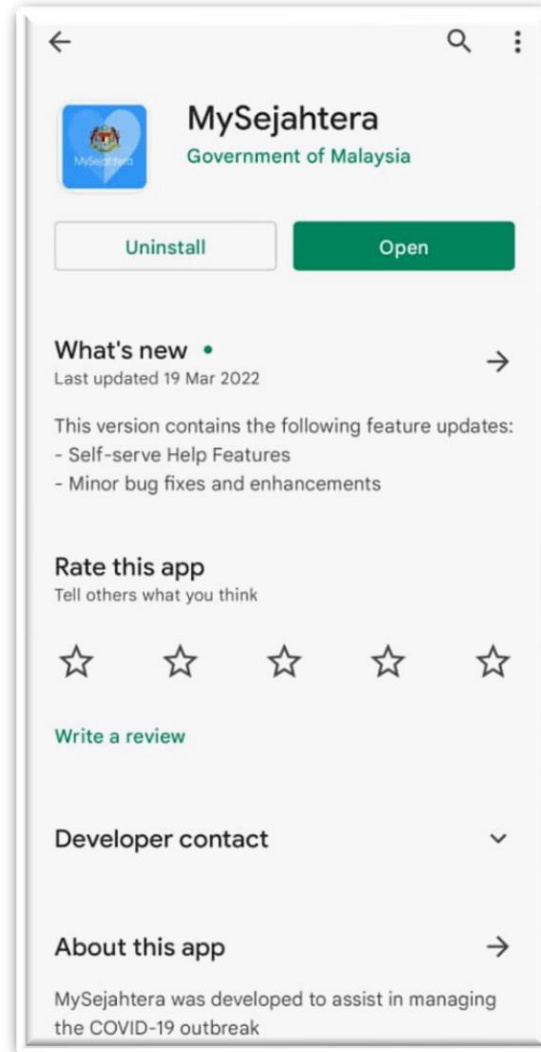 MySejahtera
MySejahtera
Government of Malaysia
Uninstall
Open
What's new
Last updated 19 Mar 2022
This version contains the following feature updates:
- Self-serve Help Features
- Minor bug fixes and enhancements
Rate this app
Tell others what you think
Write a review
Developer contact
About this app
MySejahtera was developed to assist in managing
the COVID-19 outbreak